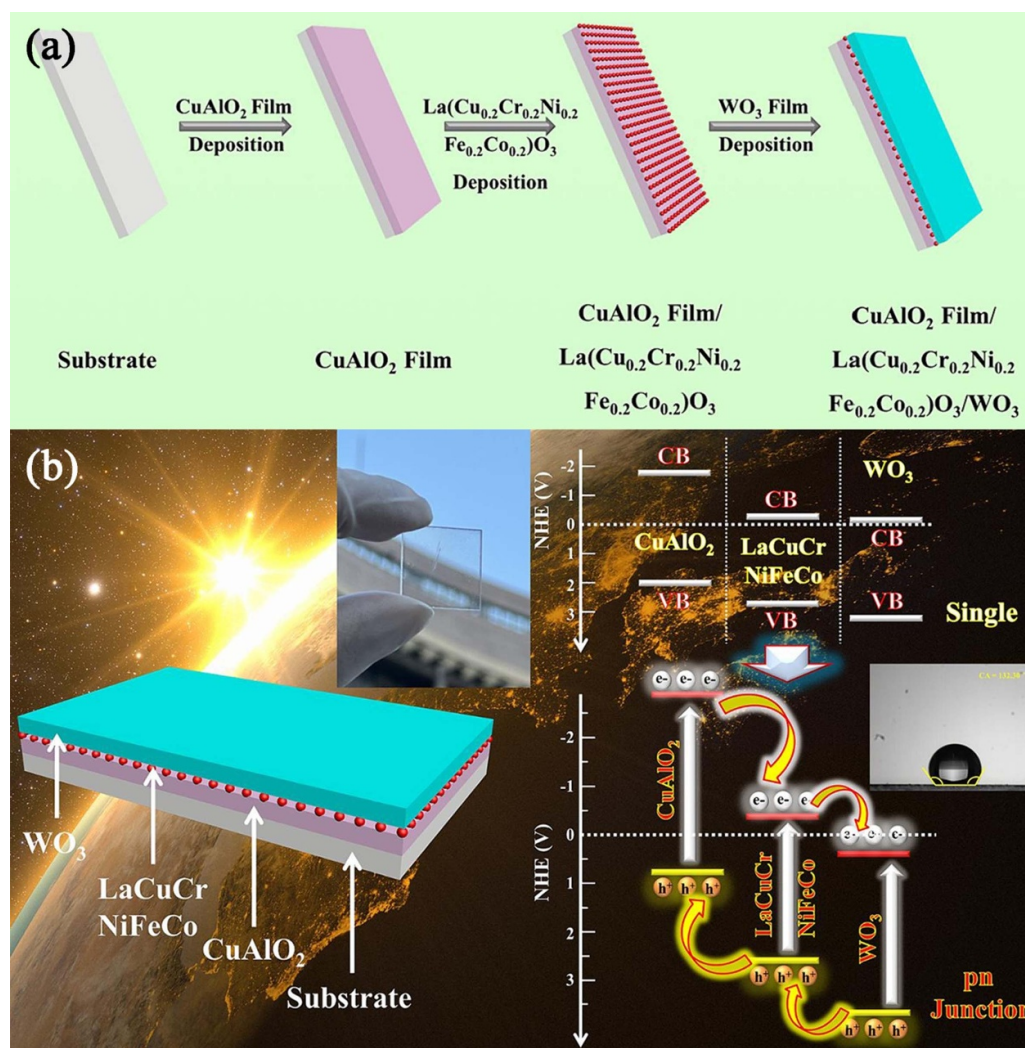 (a)
CuAlO₂ Film
Deposition
La(Cu₀.₂Cr₀.₂Ni₀.₂
Fe₀.₂Co₀.₂)O₃
Deposition
WO₃ Film
Deposition
Substrate
CuAlO₂ Film
CuAlO₂ Film/
La(Cu₀.₂Cr₀.₂Ni₀.₂
Fe₀.₂Co₀.₂)O₃
CuAlO₂ Film/
La(Cu₀.₂Cr₀.₂Ni₀.₂
Fe₀.₂Co₀.₂)O₃/WO₃
(b)
WO₃
LaCuCr
NiFeCo
CuAlO₂
Substrate
NHE (V)
-2
-1
0
1
2
3
CB
CuAlO₂
VB
CB
LaCuCr
NiFeCo
VB
WO₃
CB
VB
Single
NHE (V)
-2
-1
0
1
2
3
e- e- e-
CuAlO₂
h⁺ h⁺ h⁺
e- e- e-
LaCuCr
NiFeCo
h⁺ h⁺ h⁺
e- e- e-
WO₃
h⁺ h⁺ h⁺
pn
Junction